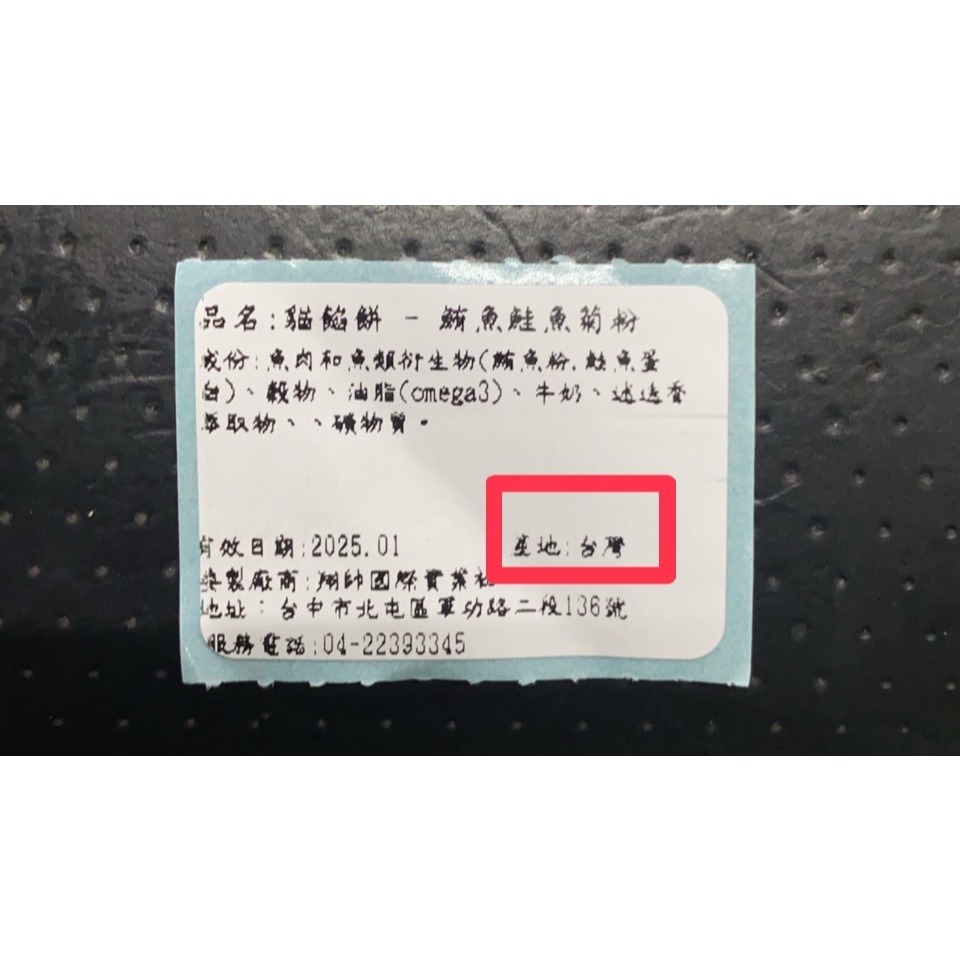 品名:貓餡餅 - 鮪魚鮭魚菊粉
成份:魚肉和魚類衍生物(鮪魚粉.鮭魚蛋
白)、穀物、油脂(omega3)、牛奶、迷迭香
萃取物、、礦物質。
有效日期:2025.01 產地:台灣
製廠商:翔帥國際實業社
地址:台中市北屯區軍功路二段136號
服務電話:04-22393345